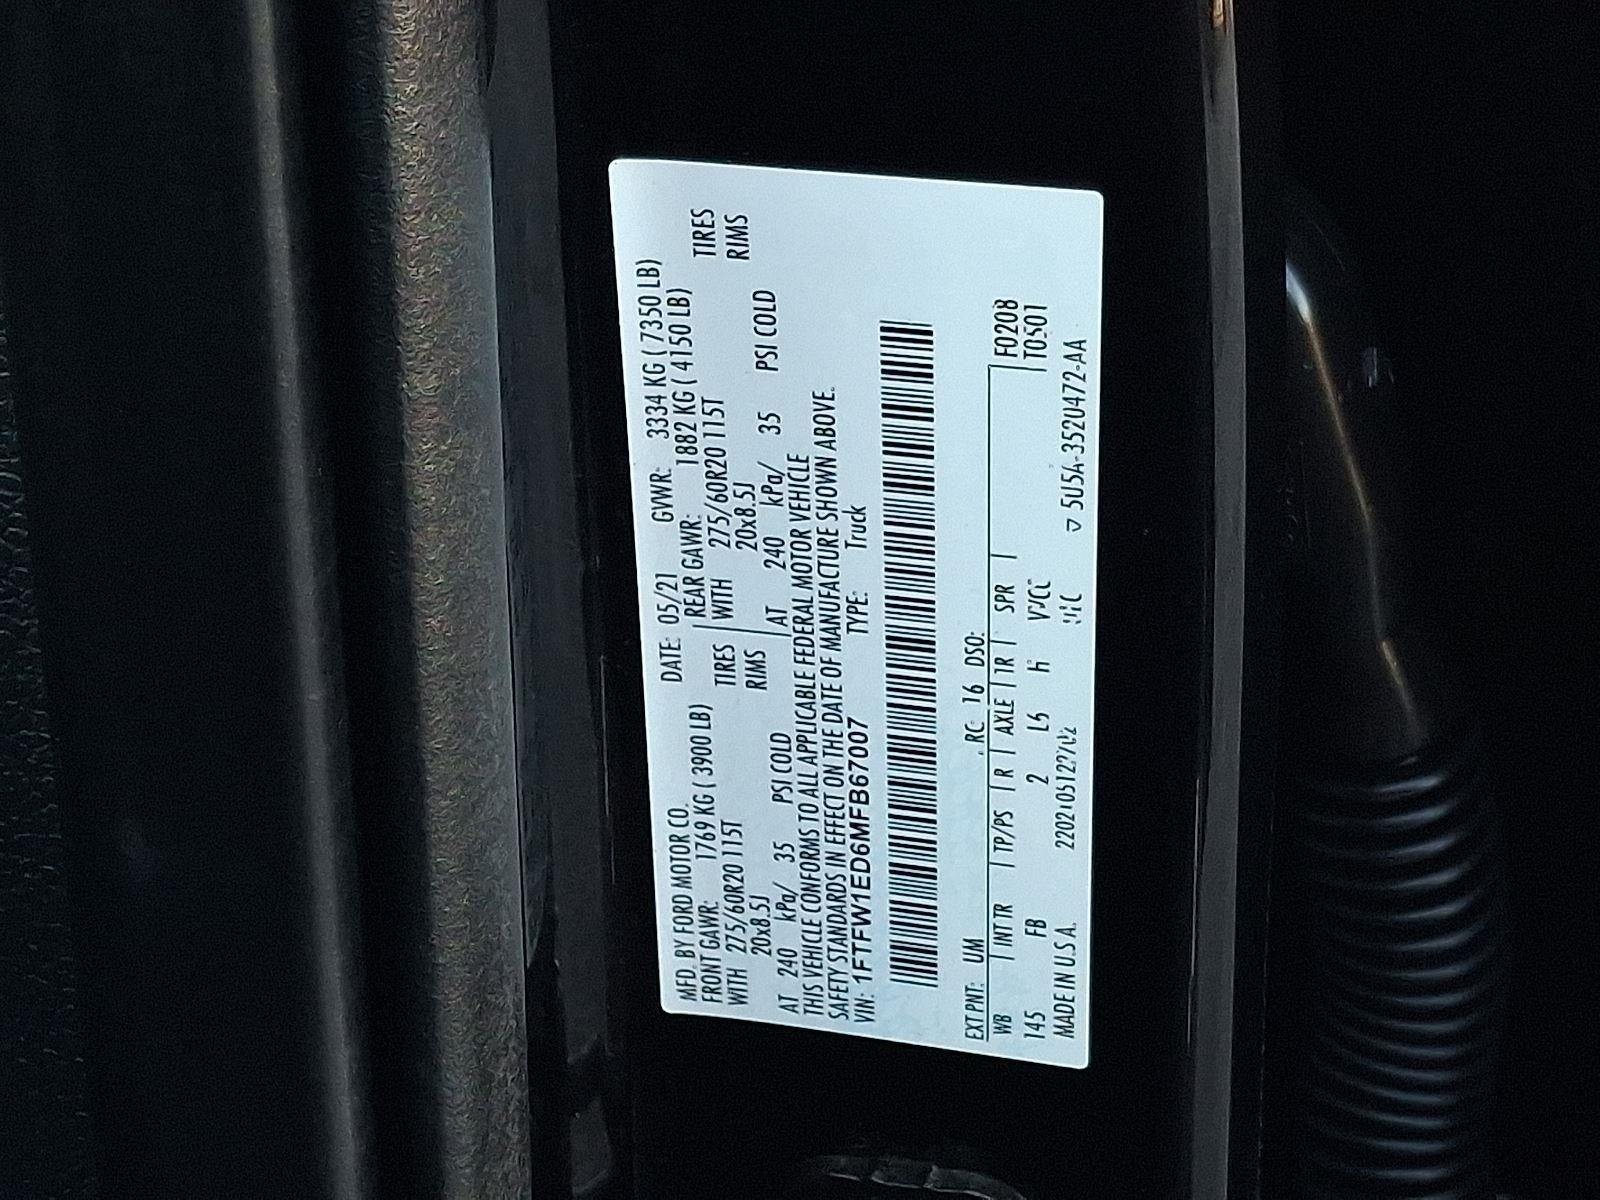 MFD. BY FORD MOTOR CO. DATE: 05/21 GVWR: 3334 KG ( 7350 LB)
FRONT GAWR: 1769 KG ( 3900 LB) REAR GAWR: 1882 KG ( 4150 LB)
WITH 275/60R20 115T TIRES WITH 275/60R20 115T TIRES
20x8.5J RIMS 20x8.5J RIMS
AT 240 kPa/ 35 PSI COLD AT 240 kPa/ 35 PSI COLD
THIS VEHICLE CONFORMS TO ALL APPLICABLE FEDERAL MOTOR VEHICLE
SAFETY STANDARDS IN EFFECT ON THE DATE OF MANUFACTURE SHOWN ABOVE.
VIN: 1FTFW1ED6MFB67007 TYPE: Truck
EXT PNT: UM RC: 16 DSO:
WB INT TR TP/PS R AXLE TR SPR F0208
145 FB 2 L5 T0501
MADE IN U.S.A. 5U5A-3520472-AA